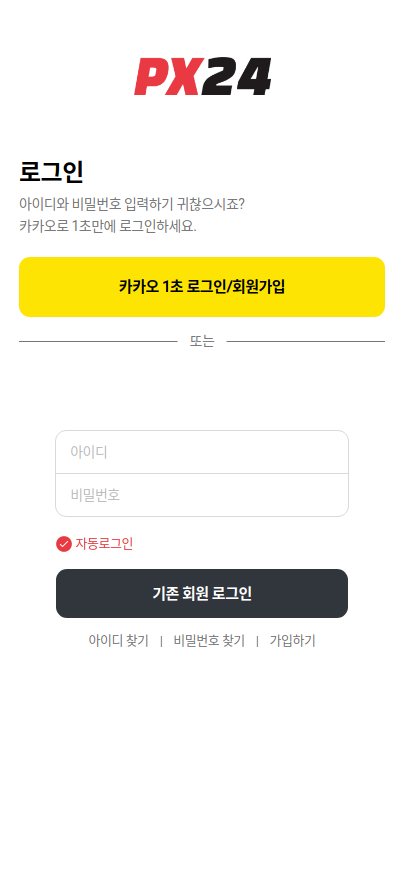 PX24
로그인
아이디와 비밀번호 입력하기 귀찮으시죠?
카카오로 1초만에 로그인하세요.
카카오 1초 로그인/회원가입
또는
아이디
비밀번호
자동로그인
기존 회원 로그인
아이디 찾기 | 비밀번호 찾기 | 가입하기